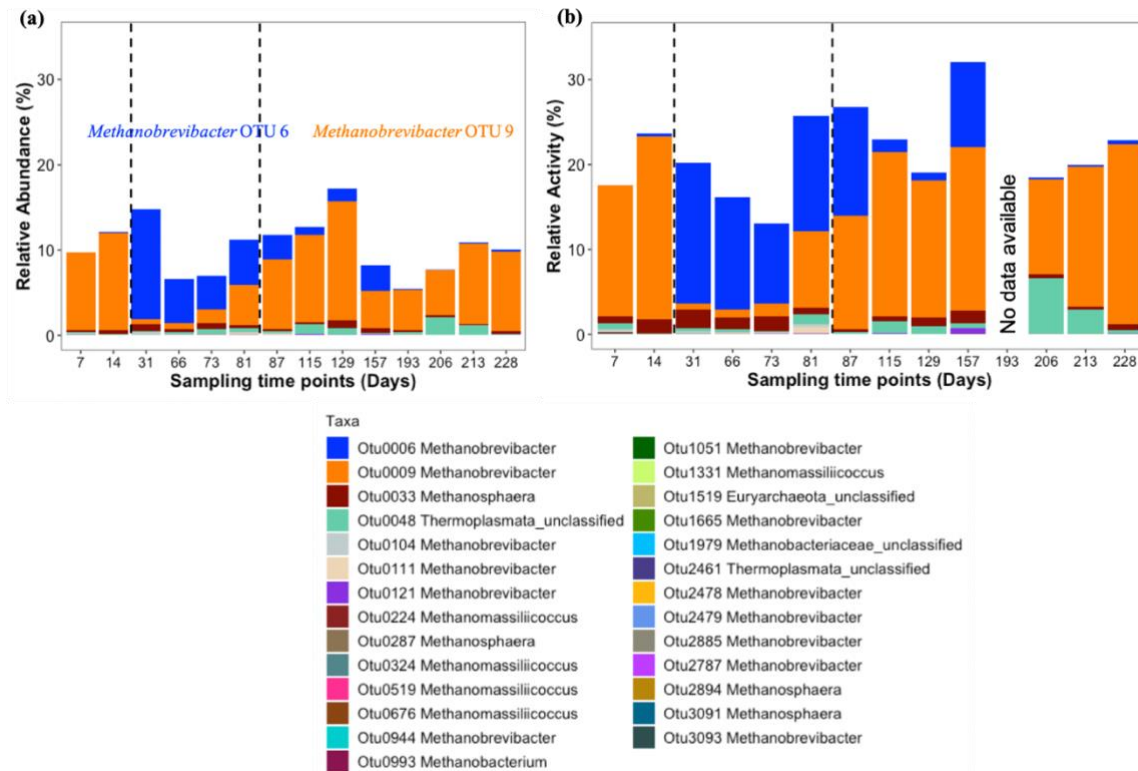 (a)
Relative Abundance (%)
30
20
10
0
Methanobrevibacter OTU 6
Methanobrevibacter OTU 9
7 14 31 66 73 81 87 115 129 157 193 206 213 228
Sampling time points (Days)
(b)
Relative Activity (%)
30
20
10
0
No data available
7 14 31 66 73 81 87 115 129 157 193 206 213 228
Sampling time points (Days)
Taxa
Otu0006 Methanobrevibacter
Otu0009 Methanobrevibacter
Otu0033 Methanosphaera
Otu0048 Thermoplasmata_unclassified
Otu0104 Methanobrevibacter
Otu0111 Methanobrevibacter
Otu0121 Methanobrevibacter
Otu0224 Methanomassiliicoccus
Otu0287 Methanosphaera
Otu0324 Methanomassiliicoccus
Otu0519 Methanomassiliicoccus
Otu0676 Methanomassiliicoccus
Otu0944 Methanobrevibacter
Otu0993 Methanobacterium
Otu1051 Methanobrevibacter
Otu1331 Methanomassiliicoccus
Otu1519 Euryarchaeota_unclassified
Otu1665 Methanobrevibacter
Otu1979 Methanobacteriaceae_unclassified
Otu2461 Thermoplasmata_unclassified
Otu2478 Methanobrevibacter
Otu2479 Methanobrevibacter
Otu2885 Methanobrevibacter
Otu2787 Methanobrevibacter
Otu2894 Methanosphaera
Otu3091 Methanosphaera
Otu3093 Methanobrevibacter